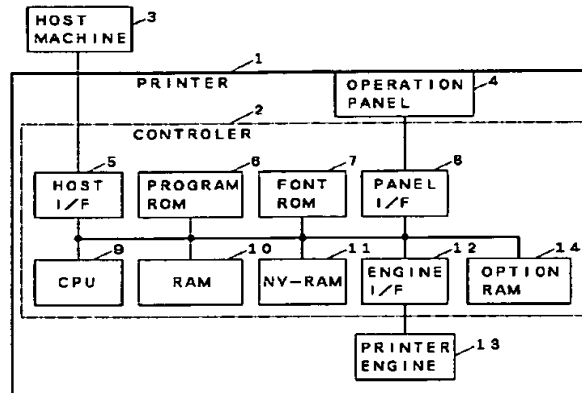 HOST
MACHINE
3
1
PRINTER
OPERATION
PANEL
4
2
CONTROLER
5
HOST
I/F
6
PROGRAM
ROM
7
FONT
ROM
8
PANEL
I/F
9
CPU
10
RAM
11
NV-RAM
12
ENGINE
I/F
14
OPTION
RAM
PRINTER
ENGINE
13